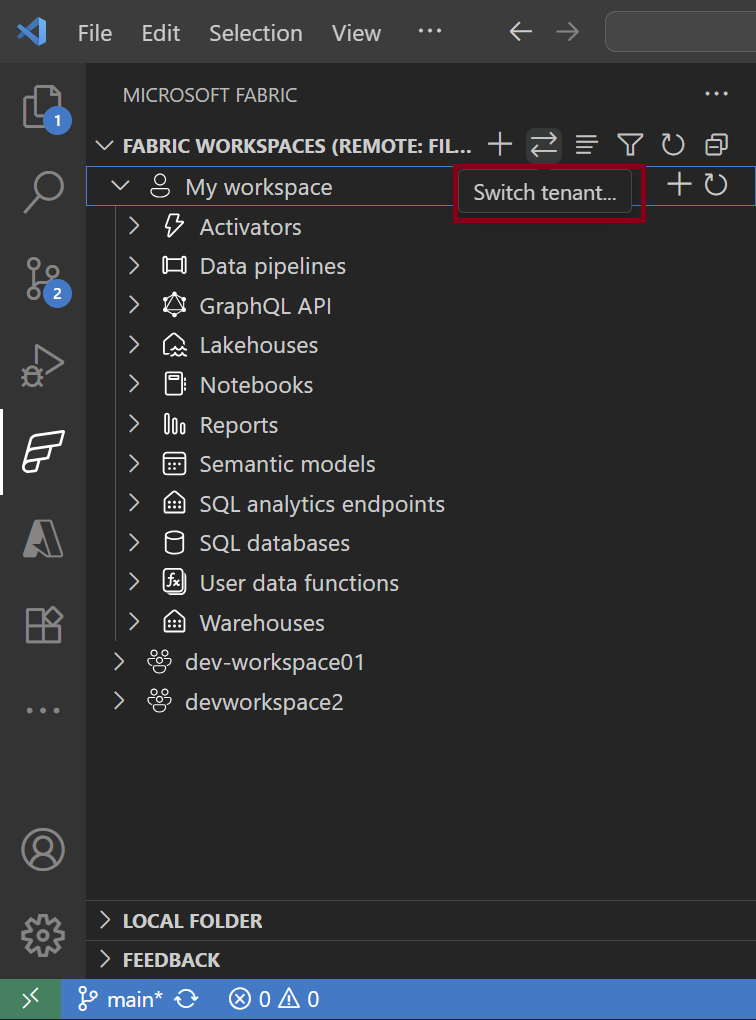 File Edit Selection View ...
MICROSOFT FABRIC ...
1
FABRIC WORKSPACES (REMOTE: FIL...
My workspace
Switch tenant...
Activators
Data pipelines
2
GraphQL API
Lakehouses
Notebooks
Reports
Semantic models
SQL analytics endpoints
SQL databases
User data functions
Warehouses
dev-workspace01
devworkspace2
LOCAL FOLDER
FEEDBACK
main* 0 0